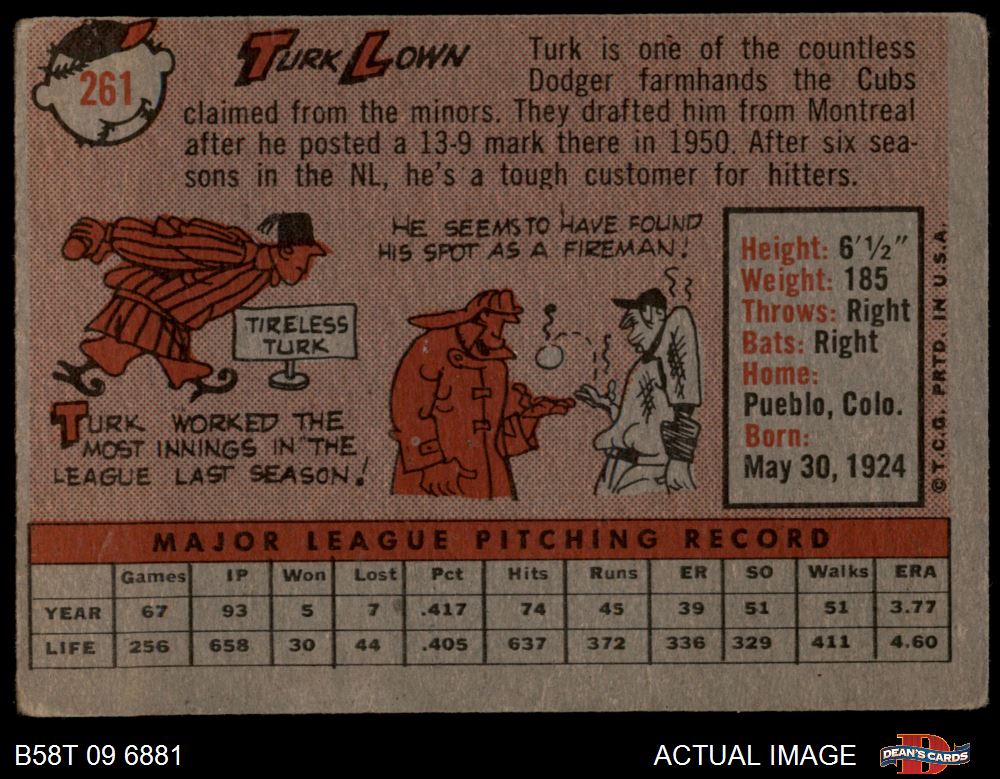 261
TURK LOWN
Turk is one of the countless
Dodger farmhands the Cubs
claimed from the minors. They drafted him from Montreal
after he posted a 13-9 mark there in 1950. After six sea-
sons in the NL, he's a tough customer for hitters.
TIRELESS
TURK
TURK WORKED THE
MOST INNINGS IN THE
LEAGUE LAST SEASON!
HE SEEMS TO HAVE FOUND
HIS SPOT AS A FIREMAN!
Height: 6'½"
Weight: 185
Throws: Right
Bats: Right
Home:
Pueblo, Colo.
Born:
May 30, 1924
©T.C.G. PRTD. IN U.S.A.
MAJOR LEAGUE PITCHING RECORD
Games IP Won Lost Pct Hits Runs ER SO Walks ERA
YEAR 67 93 5 7 .417 74 45 39 51 51 3.77
LIFE 256 658 30 44 .405 637 372 336 329 411 4.60
B58T 09 6881
ACTUAL IMAGE
DEAN'S CARDS